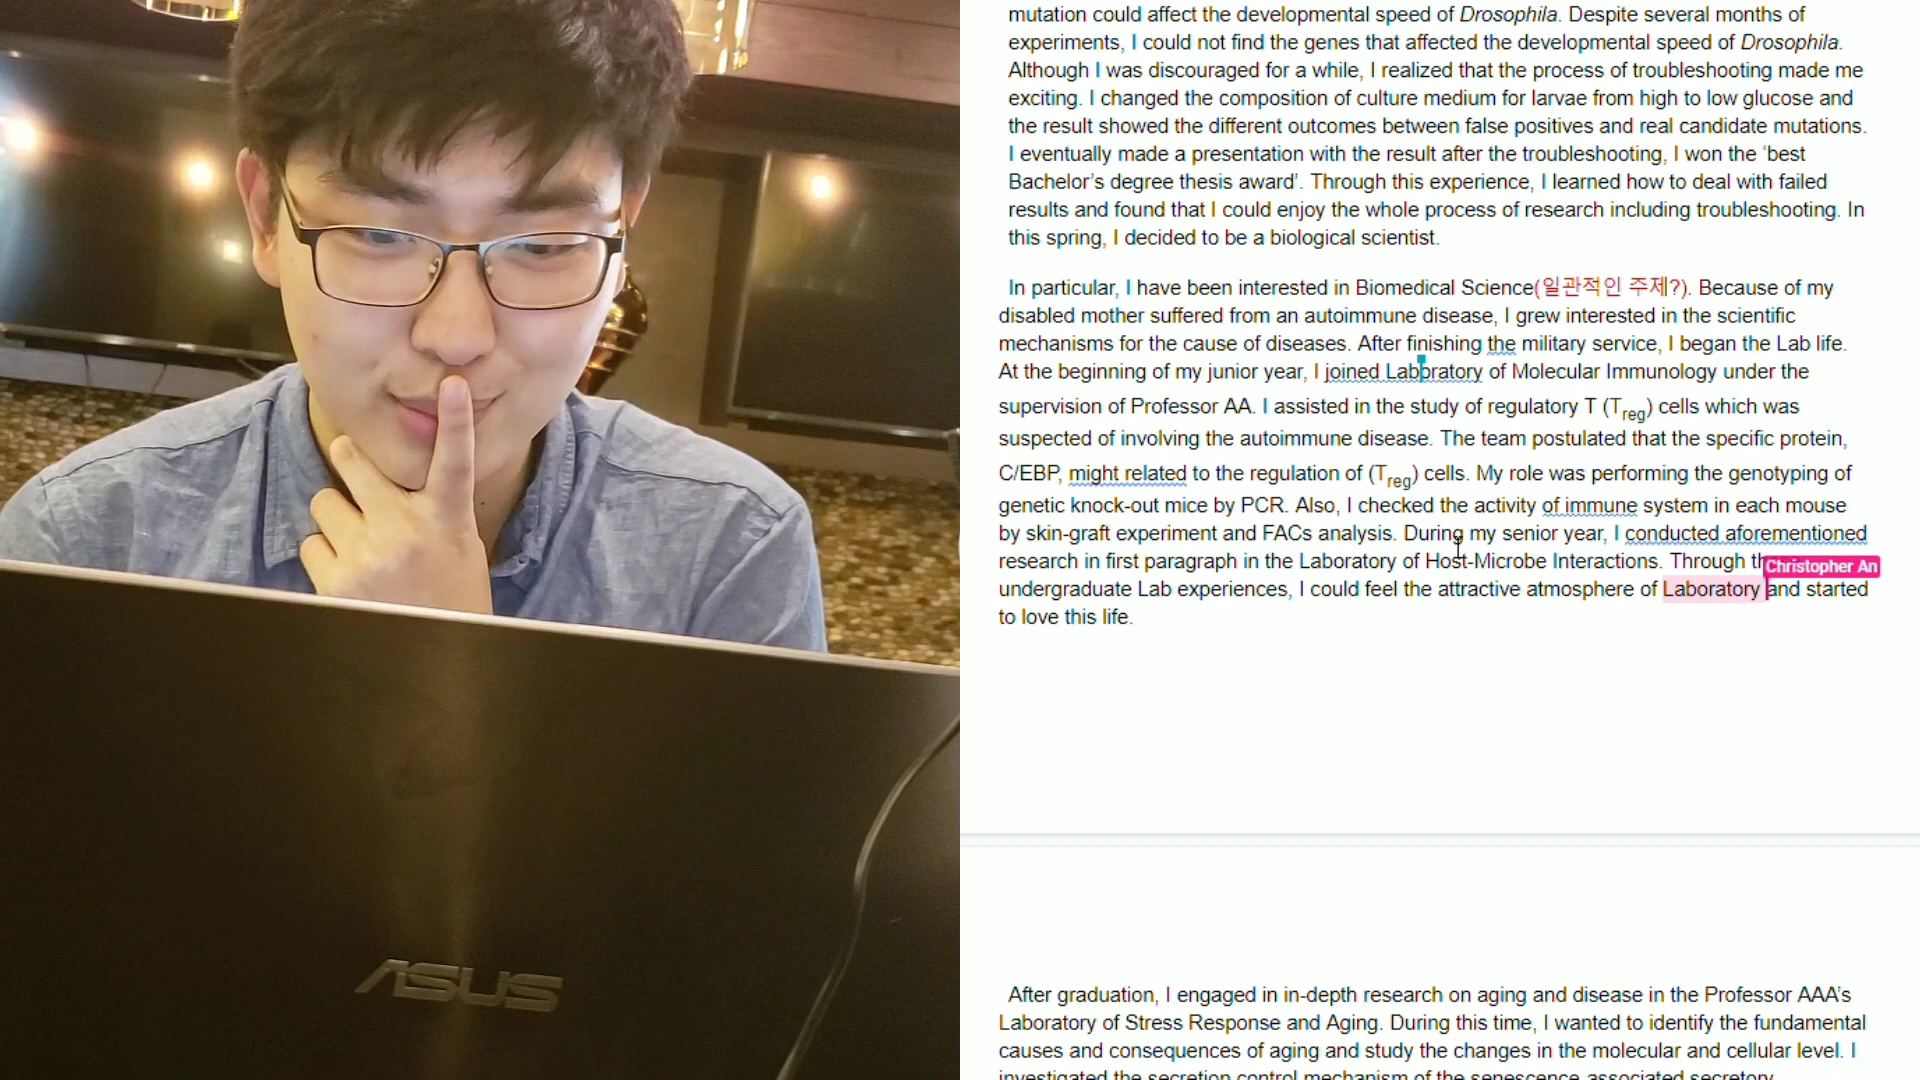 ASUS
mutation could affect the developmental speed of Drosophila. Despite several months of
experiments, I could not find the genes that affected the developmental speed of Drosophila.
Although I was discouraged for a while, I realized that the process of troubleshooting made me
exciting. I changed the composition of culture medium for larvae from high to low glucose and
the result showed the different outcomes between false positives and real candidate mutations.
I eventually made a presentation with the result after the troubleshooting, I won the ‘best
Bachelor’s degree thesis award’. Through this experience, I learned how to deal with failed
results and found that I could enjoy the whole process of research including troubleshooting. In
this spring, I decided to be a biological scientist.
In particular, I have been interested in Biomedical Science(일관적인 주제?). Because of my
disabled mother suffered from an autoimmune disease, I grew interested in the scientific
mechanisms for the cause of diseases. After finishing the military service, I began the Lab life.
At the beginning of my junior year, I joined Laboratory of Molecular Immunology under the
supervision of Professor AA. I assisted in the study of regulatory T (Treg) cells which was
suspected of involving the autoimmune disease. The team postulated that the specific protein,
C/EBP, might related to the regulation of (Treg) cells. My role was performing the genotyping of
genetic knock-out mice by PCR. Also, I checked the activity of immune system in each mouse
by skin-graft experiment and FACs analysis. During my senior year, I conducted aforementioned
research in first paragraph in the Laboratory of Host-Microbe Interactions. Through
Christopher An
undergraduate Lab experiences, I could feel the attractive atmosphere of Laboratory and started
to love this life.
After graduation, I engaged in in-depth research on aging and disease in the Professor AAA’s
Laboratory of Stress Response and Aging. During this time, I wanted to identify the fundamental
causes and consequences of aging and study the changes in the molecular and cellular level. I
investigated the secretion control mechanism of the senescence associated secretory